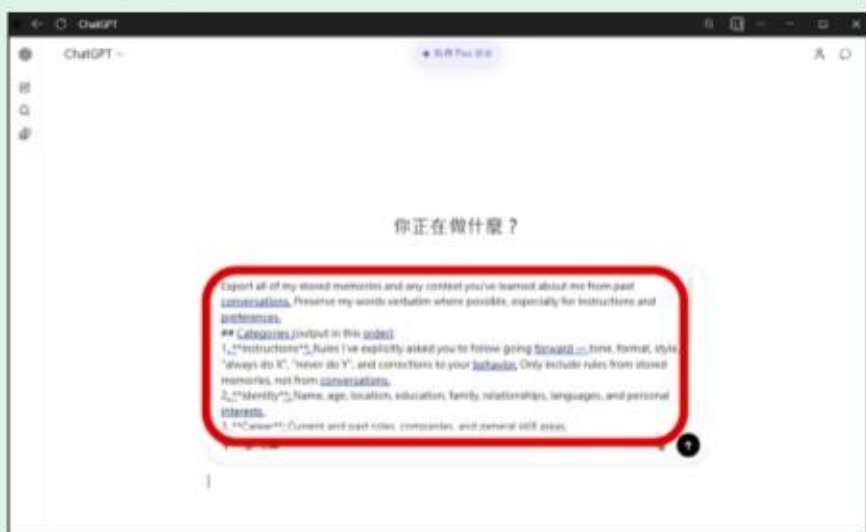 ChatGPT
ChatGPT
Plus
你正在做什麼？
Export all of my stored memories and any context you've learned about me from past
conversations. Preserve my words verbatim where possible, especially for instructions and
preferences.
## Categories (output in this order):
1. **Instructions**: Rules I've explicitly asked you to follow going forward — tone, format, style,
"always do X", "never do Y", and corrections to your behavior. Only include rules from stored
memories, not from conversations.
2. **Identity**: Name, age, location, education, family, relationships, languages, and personal
interests.
3. **Career**: Current and past roles, companies, and general skill areas.